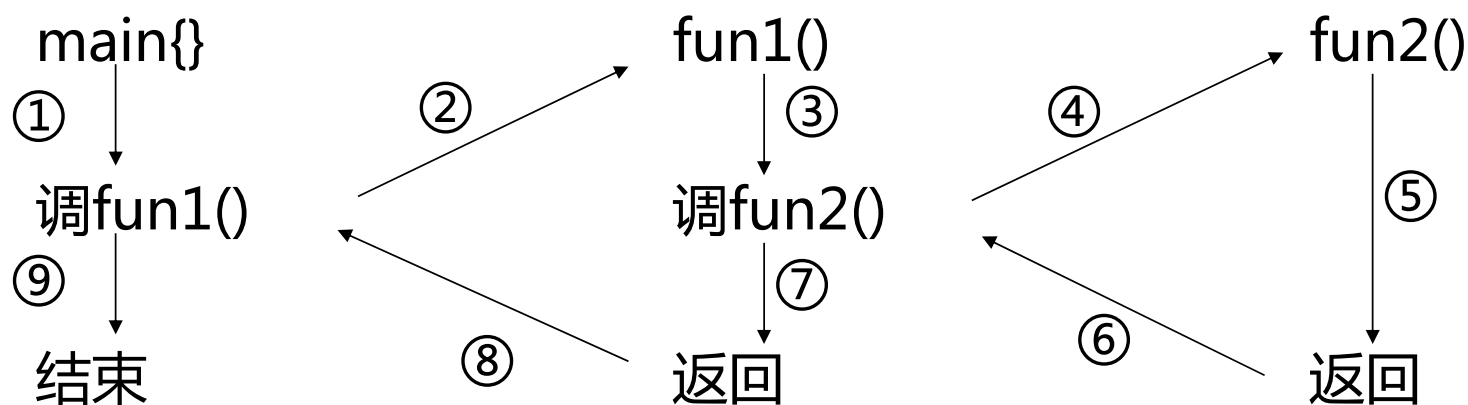 main{} fun1() fun2()
① ② ③ ④
调fun1() 调fun2() ⑤
⑨ ⑦
⑧ ⑥
结束 返回 返回